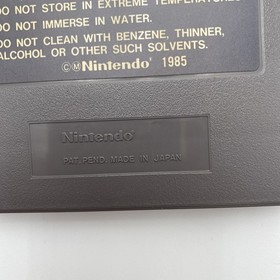 DO NOT STORE IN EXTREME TEMPERATURES
DO NOT IMMERSE IN WATER.
DO NOT CLEAN WITH BENZENE, THINNER,
ALCOHOL OR OTHER SUCH SOLVENTS.
©Ⓜ Nintendo® 1985
Nintendo®
PAT. PEND. MADE IN JAPAN